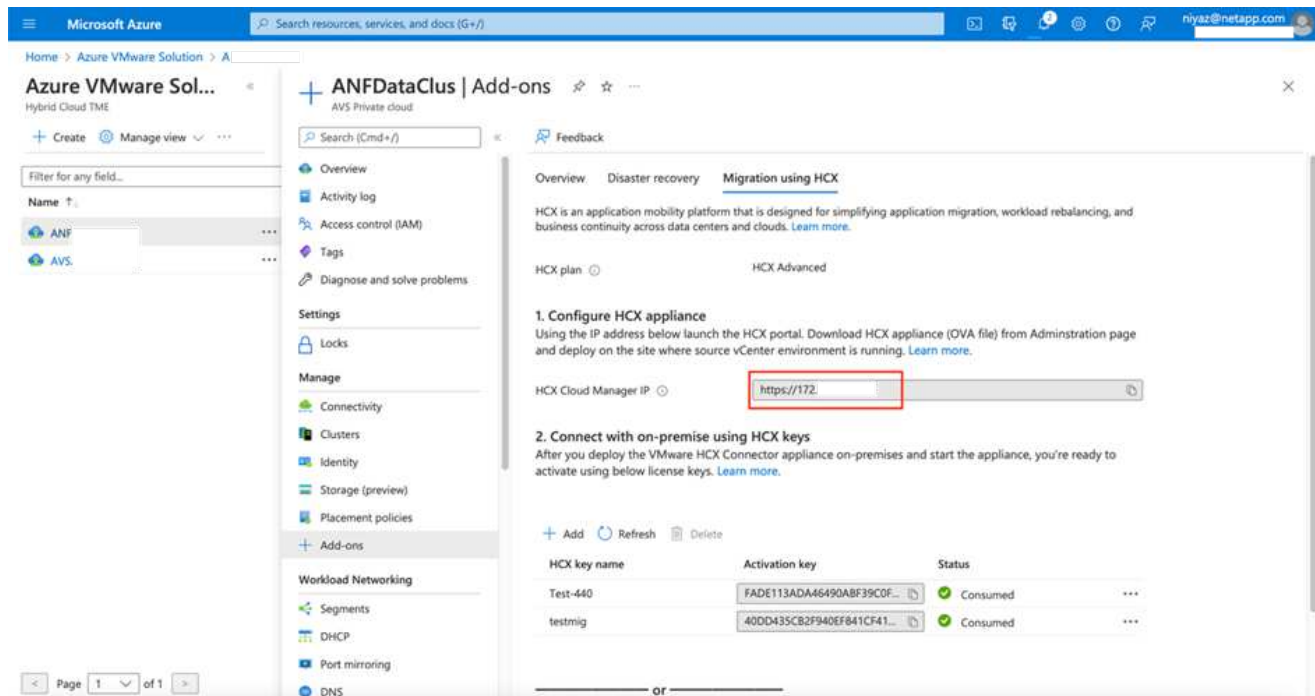 Microsoft Azure
Search resources, services, and docs (G+/)
2
niyaz@netapp.com
Home > Azure VMware Solution > A
Azure VMware Sol... «
Hybrid Cloud TME
+ Create Manage view ...
Filter for any field...
Name ↑
ANF ...
AVS. ...
< Page 1 of 1 >
ANFDataClus | Add-ons ...
AVS Private cloud
Search (Cmd+/) «
Overview
Activity log
Access control (IAM)
Tags
Diagnose and solve problems
Settings
Locks
Manage
Connectivity
Clusters
Identity
Storage (preview)
Placement policies
Add-ons
Workload Networking
Segments
DHCP
Port mirroring
DNS
Feedback
Overview Disaster recovery Migration using HCX
HCX is an application mobility platform that is designed for simplifying application migration, workload rebalancing, and
business continuity across data centers and clouds. Learn more.
HCX plan HCX Advanced
1. Configure HCX appliance
Using the IP address below launch the HCX portal. Download HCX appliance (OVA file) from Adminstration page
and deploy on the site where source vCenter environment is running. Learn more.
HCX Cloud Manager IP https://172.
2. Connect with on-premise using HCX keys
After you deploy the VMware HCX Connector appliance on-premises and start the appliance, you're ready to
activate using below license keys. Learn more.
+ Add Refresh Delete
HCX key name Activation key Status
Test-440 FADE113ADA46490ABF39C0F... Consumed ...
testmig 40DD435CB2F940EF841CF41... Consumed ...
or